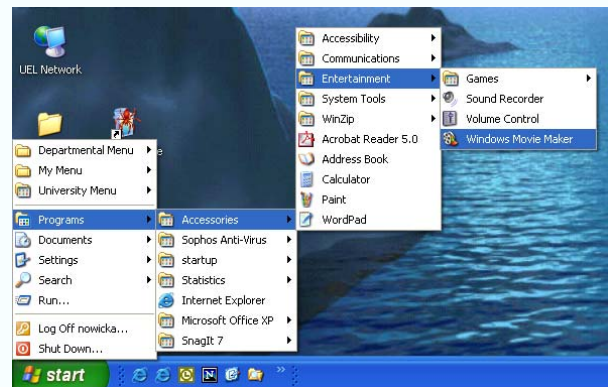 UEL Network
e
Departmental Menu
My Menu
University Menu
Programs
Documents
Settings
Search
Run...
Log Off nowicka...
Shut Down...
start
Accessories
Sophos Anti-Virus
startup
Statistics
Internet Explorer
Microsoft Office XP
SnagIt 7
Accessibility
Communications
Entertainment
System Tools
WinZip
Acrobat Reader 5.0
Address Book
Calculator
Paint
WordPad
Games
Sound Recorder
Volume Control
Windows Movie Maker